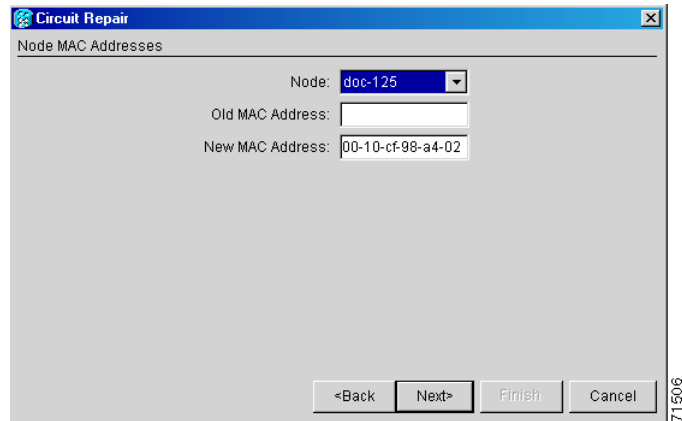 Circuit Repair
Node MAC Addresses
Node: doc-125
Old MAC Address:
New MAC Address: 00-10-cf-98-a4-02
<Back Next> Finish Cancel
71506